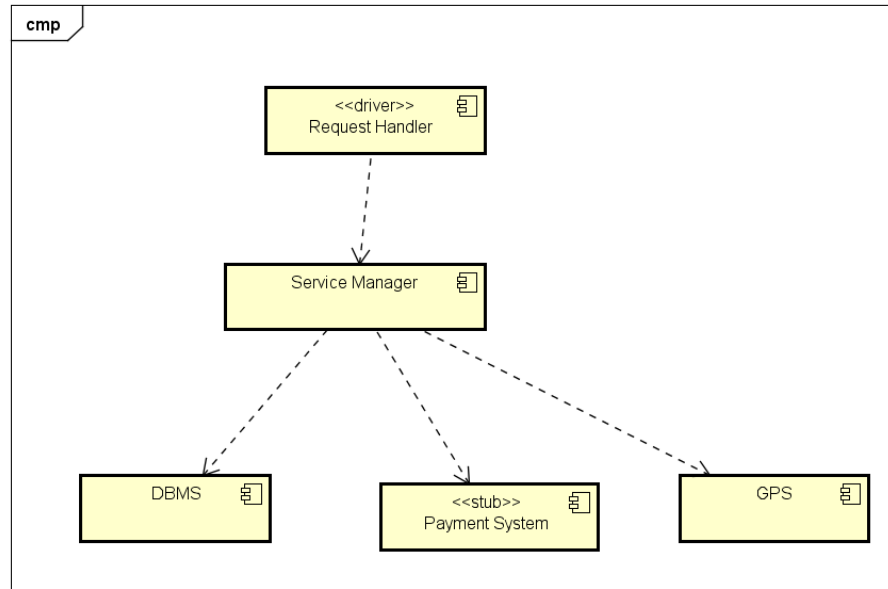 cmp
<<driver>>
Request Handler
Service Manager
DBMS
<<stub>>
Payment System
GPS